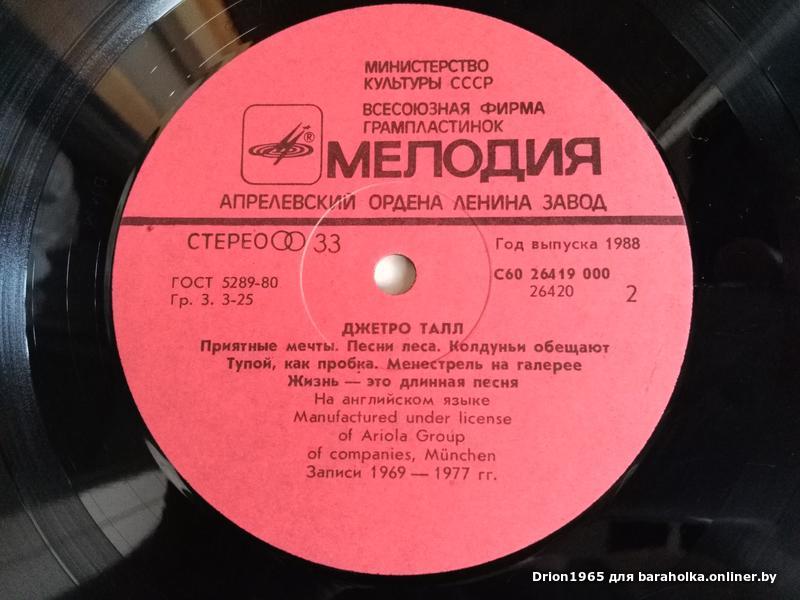 МИНИСТЕРСТВО
КУЛЬТУРЫ СССР
ВСЕСОЮЗНАЯ ФИРМА
ГРАМПЛАСТИНОК
®
МЕЛОДИЯ
АПРЕЛЕВСКИЙ ОРДЕНА ЛЕНИНА ЗАВОД
СТЕРЕО 33
Год выпуска 1988
ГОСТ 5289-80
Гр. 3. 3-25
С60 26419 000
26420
2
ДЖЕТРО ТАЛЛ
Приятные мечты. Песни леса. Колдуньи обещают
Тупой, как пробка. Менестрель на галерее
Жизнь — это длинная песня
На английском языке
Manufactured under license
of Ariola Group
of companies, München
Записи 1969 — 1977 гг.
Drion1965 для baraholka.onliner.by